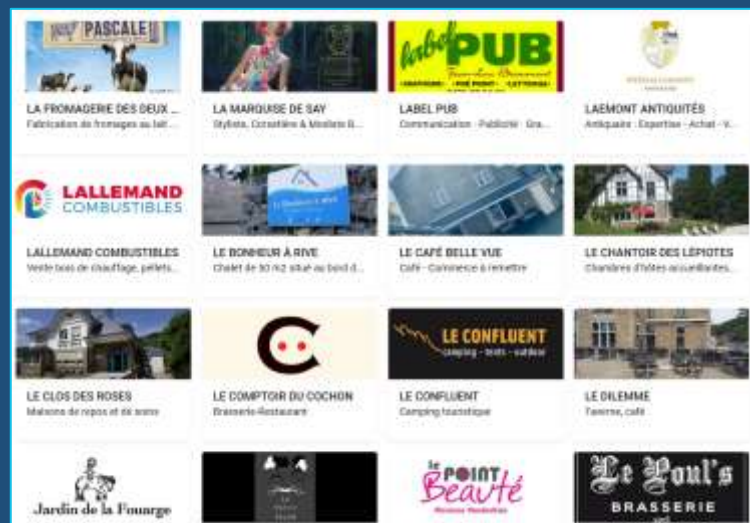 PASCALE
LA FROMAGERIE DES DEUX ...
Fabrication de fromages au lait ...
LA MARQUISE DE SAY
Styliste, Corsetière & Modiste B...
label PUB
LABEL PUB
Communication - Publicité - Gra...
LAEMONT ANTIQUITÉS
Antiquaire : Expertise - Achat - V...
LALLEMAND
COMBUSTIBLES
LALLEMAND COMBUSTIBLES
Vente bois de chauffage, pellets...
LE BONHEUR À RIVE
Chalet de 50 m2 situé au bord d...
LE CAFÉ BELLE VUE
Café - Commerce à remettre
LE CHANTOIR DES LÉPIOTES
Chambres d'hôtes accueillantes...
LE CLOS DES ROSES
Maisons de repos et de soins
LE COMPTOIR DU COCHON
Brasserie-Restaurant
LE CONFLUENT
camping - tents - outdoor
LE CONFLUENT
Camping touristique
LE DILEMME
Taverne, café
Jardin de la Fouarge
le POINT
Beauté
Le Poul's
BRASSERIE